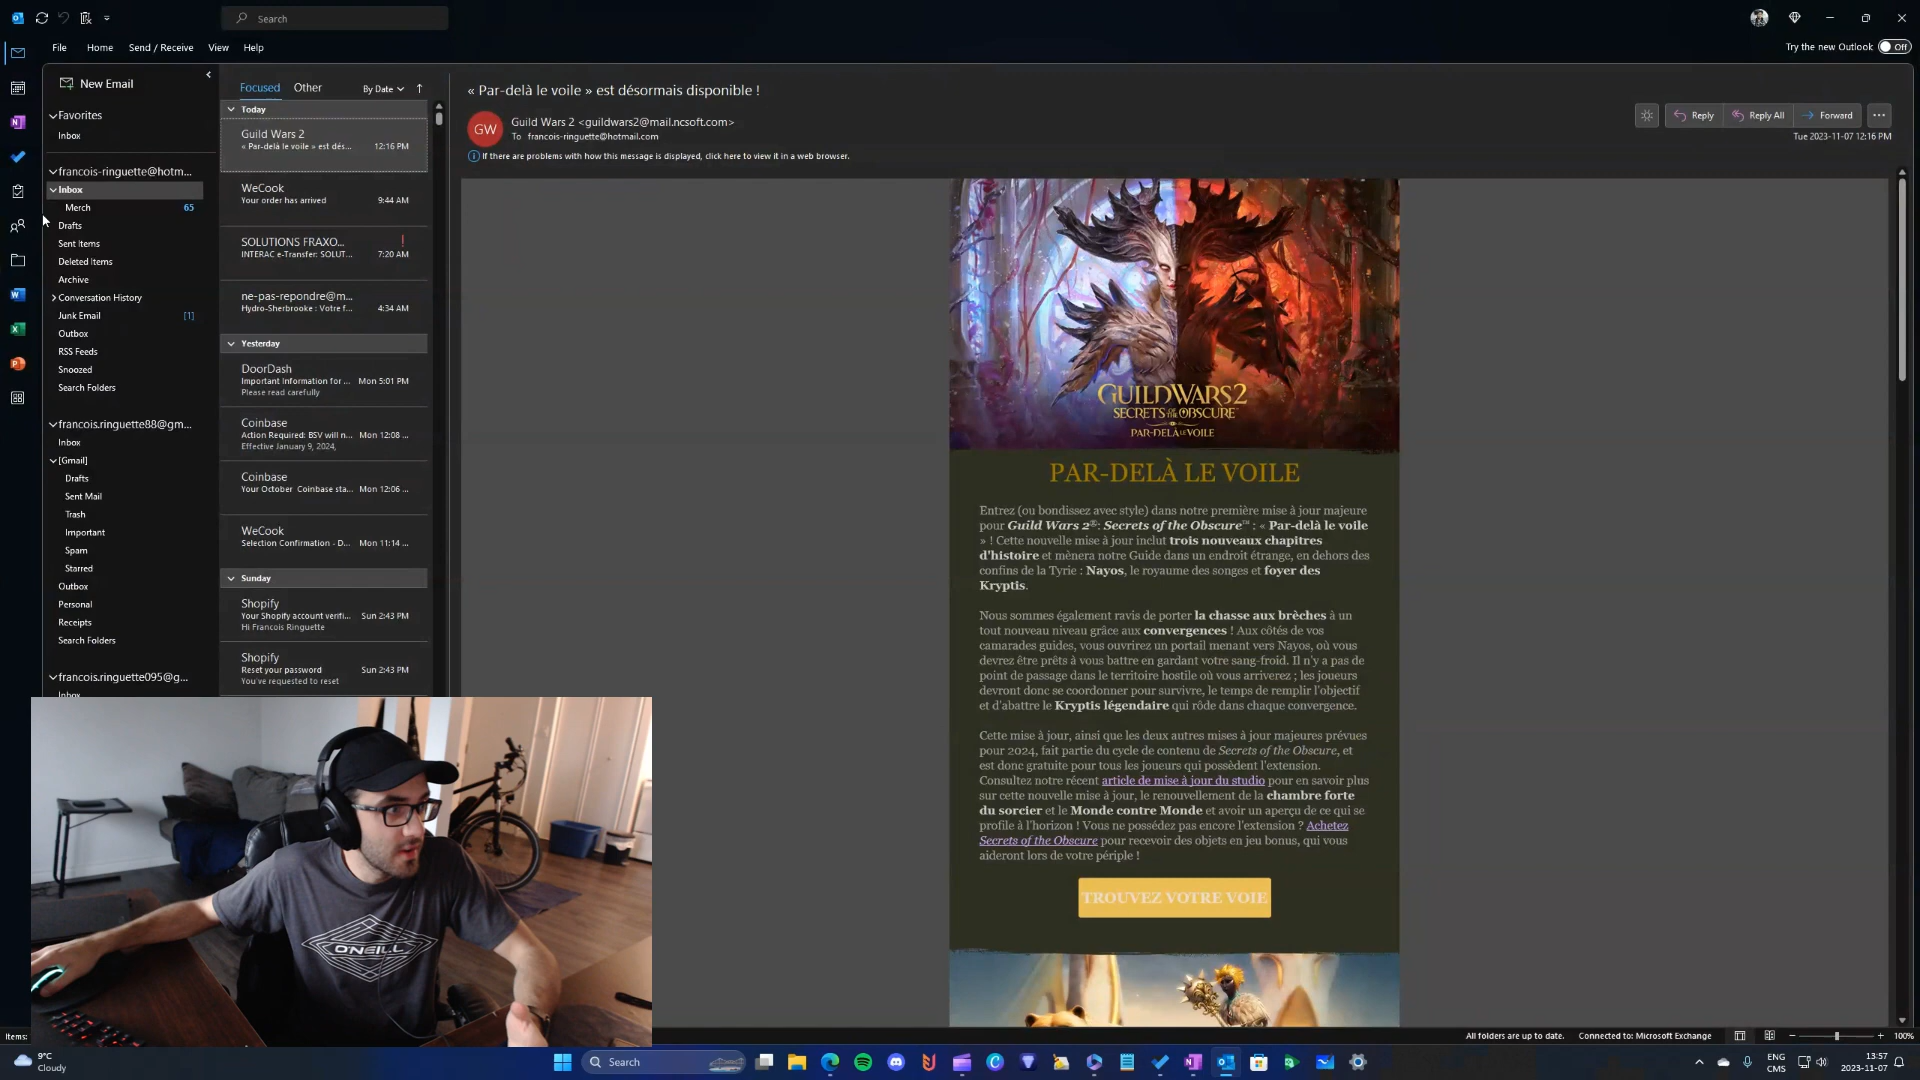 Search
File
Home
Send / Receive
View
Help
Try the new Outlook
Off
New Email
Favorites
Inbox
francois-ringuette@hotm...
Inbox
Merch 65
Drafts
Sent Items
Deleted Items
Archive
Conversation History
Junk Email [1]
Outbox
RSS Feeds
Snoozed
Search Folders
francois.ringuette88@gm...
Inbox
[Gmail]
Drafts
Sent Mail
Trash
Important
Spam
Starred
Outbox
Personal
Receipts
Search Folders
francois.ringuette095@g...
Inbox
Items:
Focused
Other
By Date
Today
Guild Wars 2
« Par-delà le voile » est dés... 12:16 PM
WeCook
Your order has arrived 9:44 AM
SOLUTIONS FRAXO... !
INTERAC e-Transfer: SOLUT... 7:20 AM
ne-pas-repondre@m...
Hydro-Sherbrooke : Votre f... 4:34 AM
Yesterday
DoorDash
Important Information for ... Mon 5:01 PM
Please read carefully
Coinbase
Action Required: BSV will n... Mon 12:08 ...
Effective January 9, 2024,
Coinbase
Your October Coinbase sta... Mon 12:06 ...
WeCook
Selection Confirmation - D... Mon 11:14 ...
Sunday
Shopify
Your Shopify account verifi... Sun 2:43 PM
Hi Francois Ringuette
Shopify
Reset your password Sun 2:43 PM
You've requested to reset
« Par-delà le voile » est désormais disponible !
GW
Guild Wars 2 <guildwars2@mail.ncsoft.com>
To francois-ringuette@hotmail.com
If there are problems with how this message is displayed, click here to view it in a web browser.
Reply
Reply All
Forward
Tue 2023-11-07 12:16 PM
GUILD WARS 2
SECRETS OF THE OBSCURE™
PAR-DELÀ LE VOILE
PAR-DELÀ LE VOILE
Entrez (ou bondissez avec style) dans notre première mise à jour majeure
pour Guild Wars 2®: Secrets of the Obscure™ : « Par-delà le voile
» ! Cette nouvelle mise à jour inclut trois nouveaux chapitres
d'histoire et mènera notre Guide dans un endroit étrange, en dehors des
confins de la Tyrie : Nayos, le royaume des songes et foyer des
Kryptis.
Nous sommes également ravis de porter la chasse aux brèches à un
tout nouveau niveau grâce aux convergences ! Aux côtés de vos
camarades guides, vous ouvrirez un portail menant vers Nayos, où vous
devrez être prêts à vous battre en gardant votre sang-froid. Il n'y a pas de
point de passage dans le territoire hostile où vous arriverez ; les joueurs
devront donc se coordonner pour survivre, le temps de remplir l'objectif
et d'abattre le Kryptis légendaire qui rôde dans chaque convergence.
Cette mise à jour, ainsi que les deux autres mises à jour majeures prévues
pour 2024, fait partie du cycle de contenu de Secrets of the Obscure, et
est donc gratuite pour tous les joueurs qui possèdent l'extension.
Consultez notre récent article de mise à jour du studio pour en savoir plus
sur cette nouvelle mise à jour, le renouvellement de la chambre forte
du sorcier et le Monde contre Monde et avoir un aperçu de ce qui se
profile à l'horizon ! Vous ne possédez pas encore l'extension ? Achetez
Secrets of the Obscure pour recevoir des objets en jeu bonus, qui vous
aideront lors de votre périple !
TROUVEZ VOTRE VOIE
O'NEILL
All folders are up to date.
Connected to: Microsoft Exchange
100%
9°C
Cloudy
Search
ENG
CMS
13:57
2023-11-07